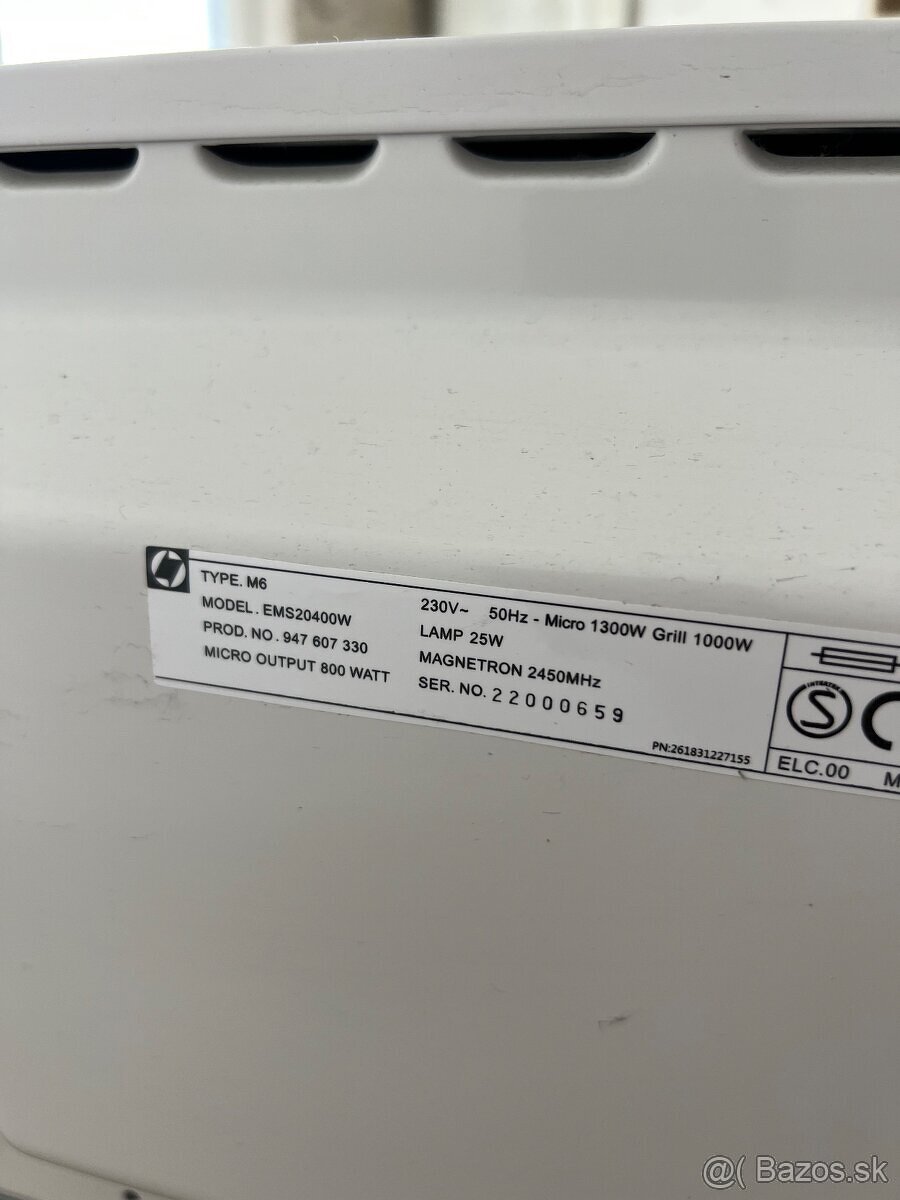 TYPE. M6
MODEL. EMS20400W
PROD. NO. 947 607 330
MICRO OUTPUT 800 WATT
230V~ 50Hz - Micro 1300W Grill 1000W
LAMP 25W
MAGNETRON 2450MHz
SER. NO. 22000659
PN:261831227155
INTERTEK
S
ELC.00 M
@( Bazos.sk